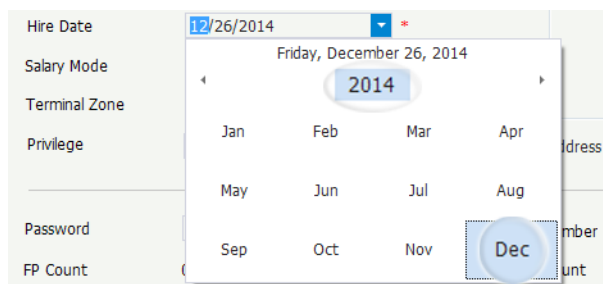 Hire Date 12/26/2014 *
Friday, December 26, 2014
Salary Mode
2014
Terminal Zone
Jan Feb Mar Apr
Privilege ddress
May Jun Jul Aug
Password mber
Sep Oct Nov Dec
FP Count unt